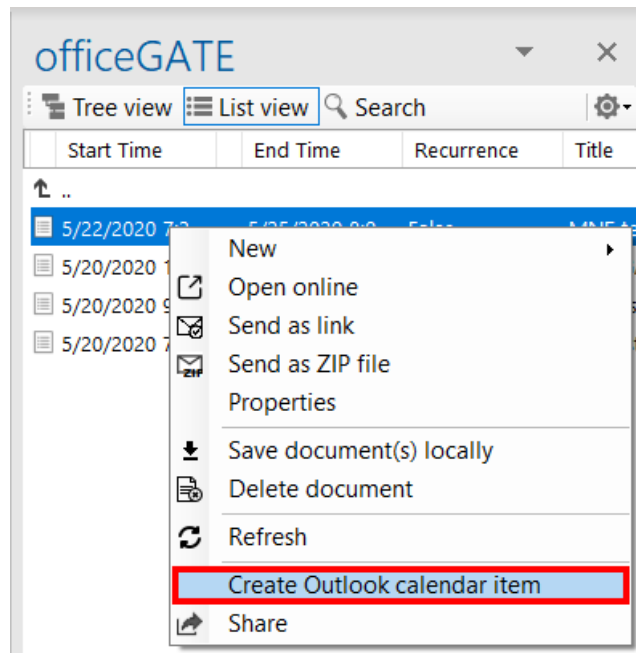 officeGATE
Tree view List view Search
Start Time End Time Recurrence Title
..
5/22/2020
5/20/2020
5/20/2020
5/20/2020
New
Open online
Send as link
ZIP Send as ZIP file
Properties
Save document(s) locally
Delete document
Refresh
Create Outlook calendar item
Share